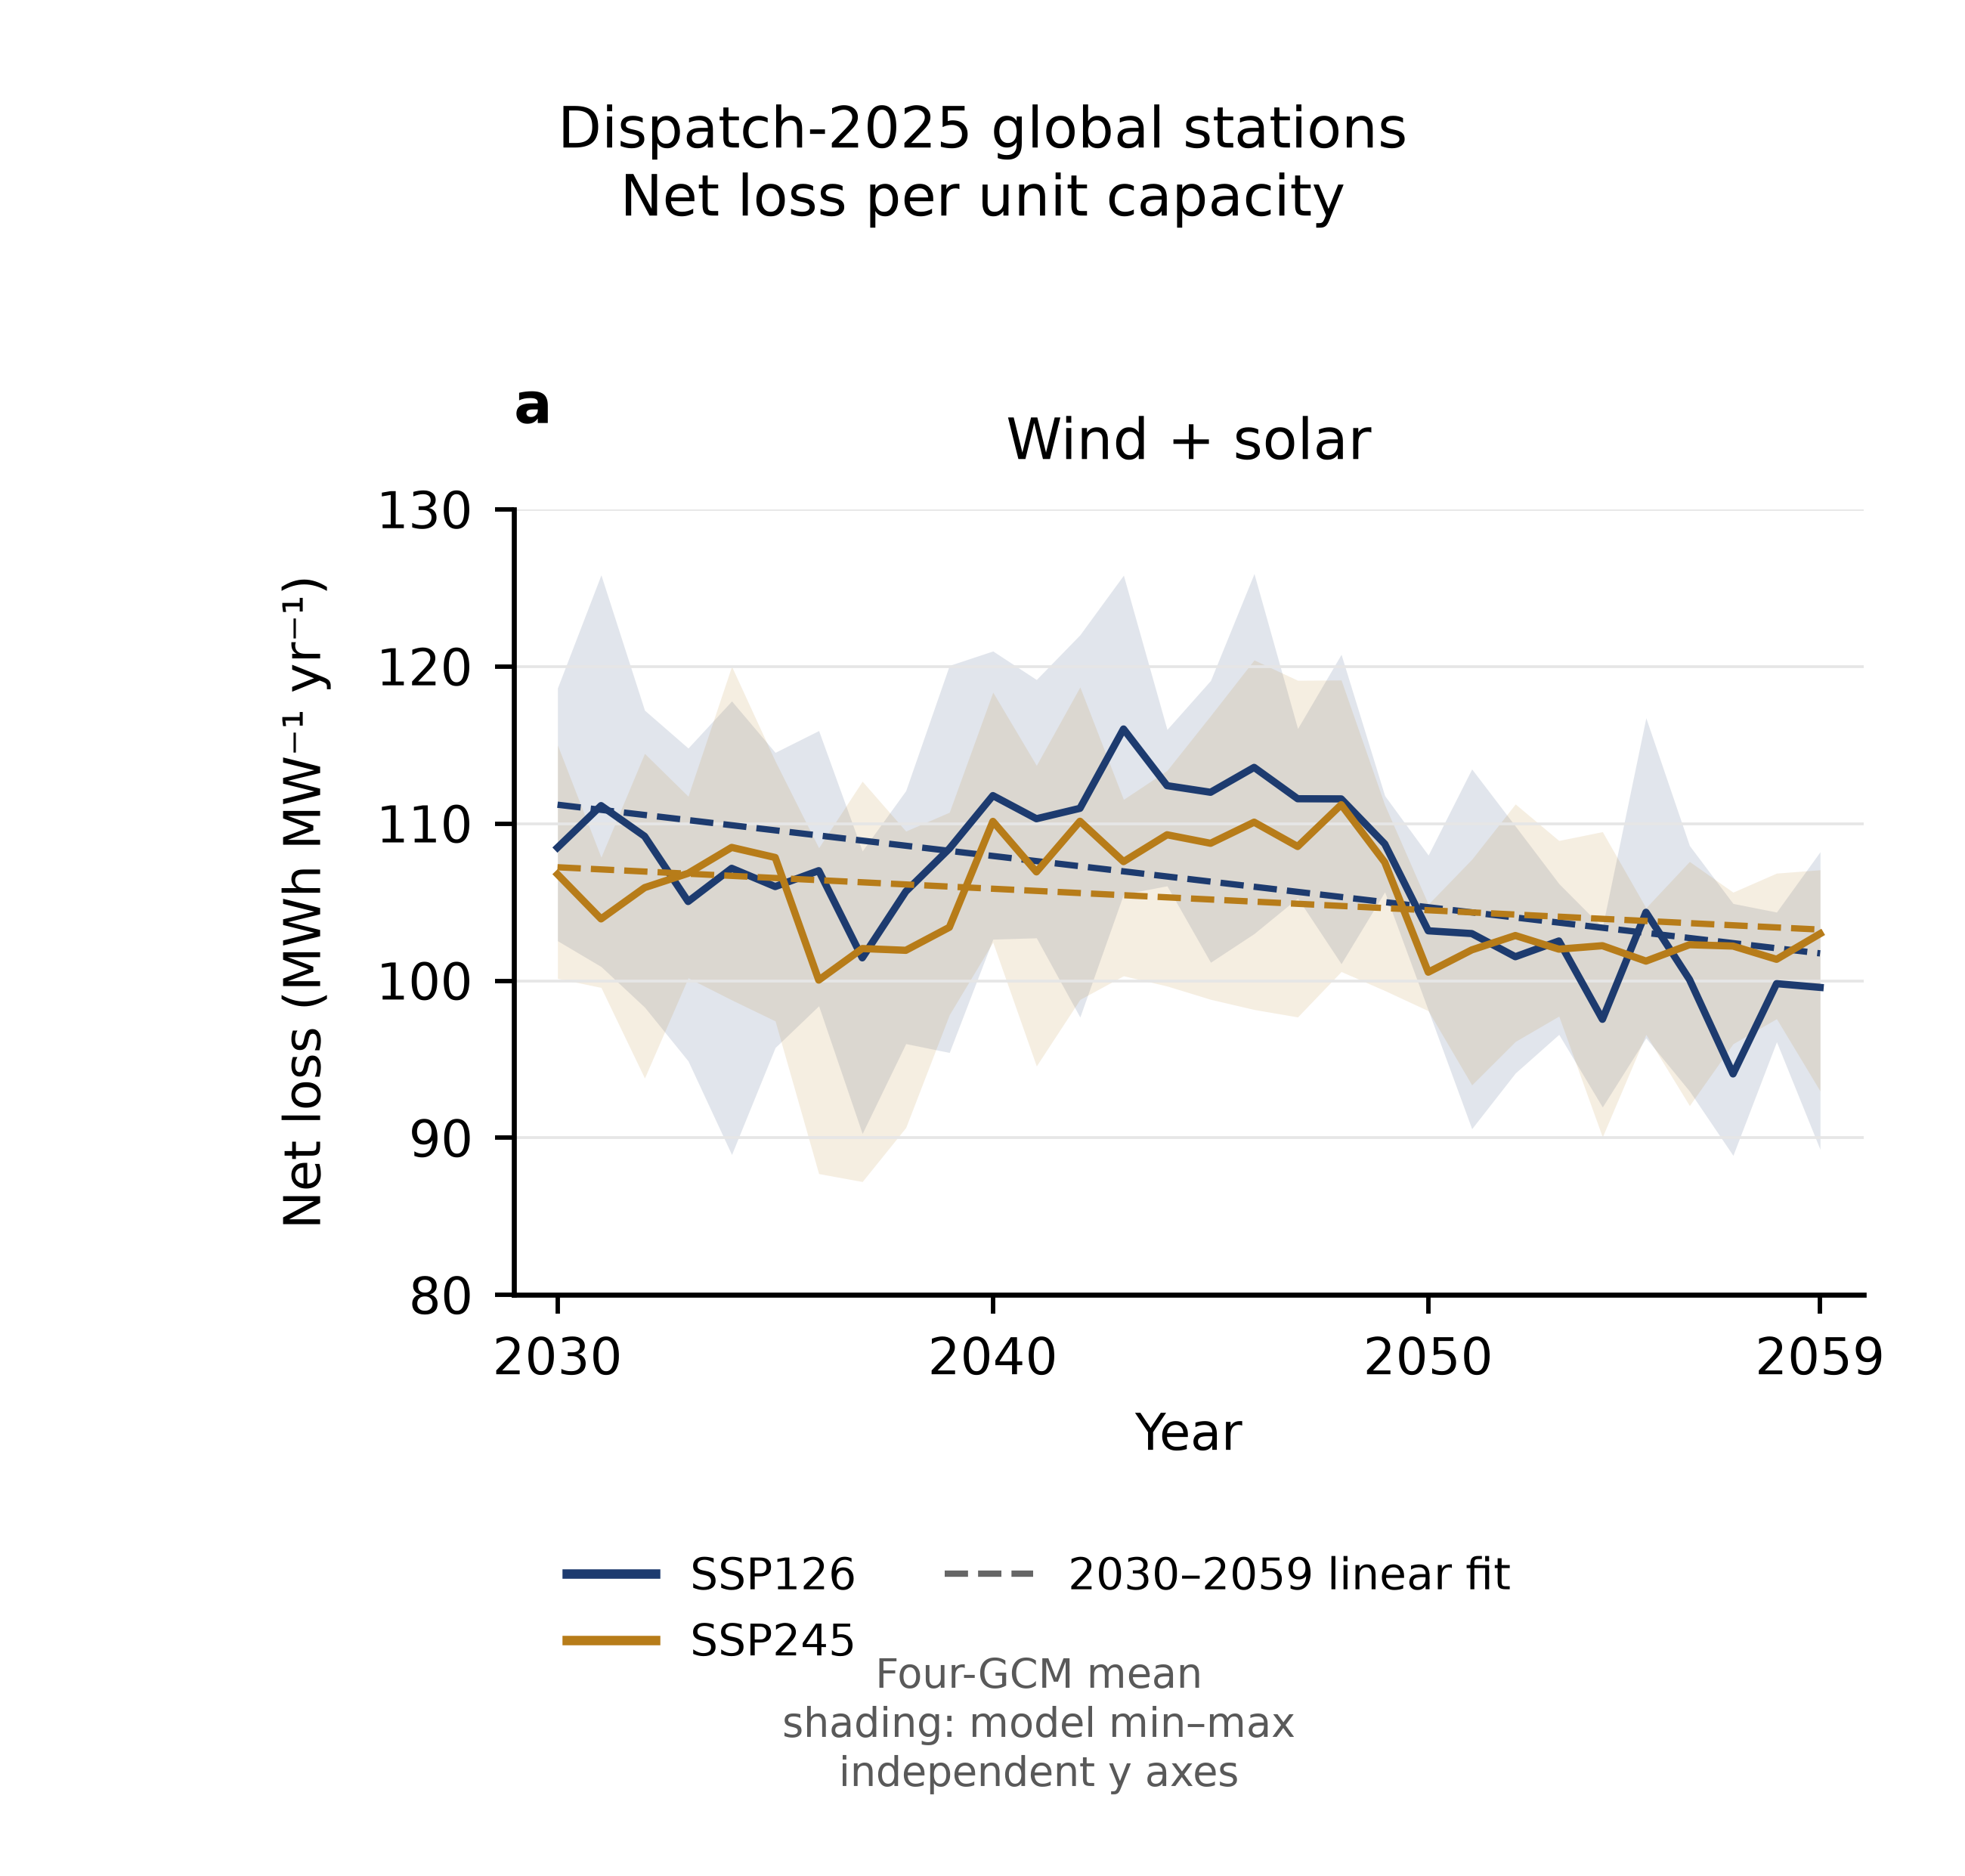 Dispatch-2025 global stations
Net loss per unit capacity
a
Wind + solar
Net loss (MWh MW⁻¹ yr⁻¹)
130
120
110
100
90
80
2030 2040 2050 2059
Year
SSP126
2030–2059 linear fit
SSP245
Four-GCM mean
shading: model min–max
independent y axes